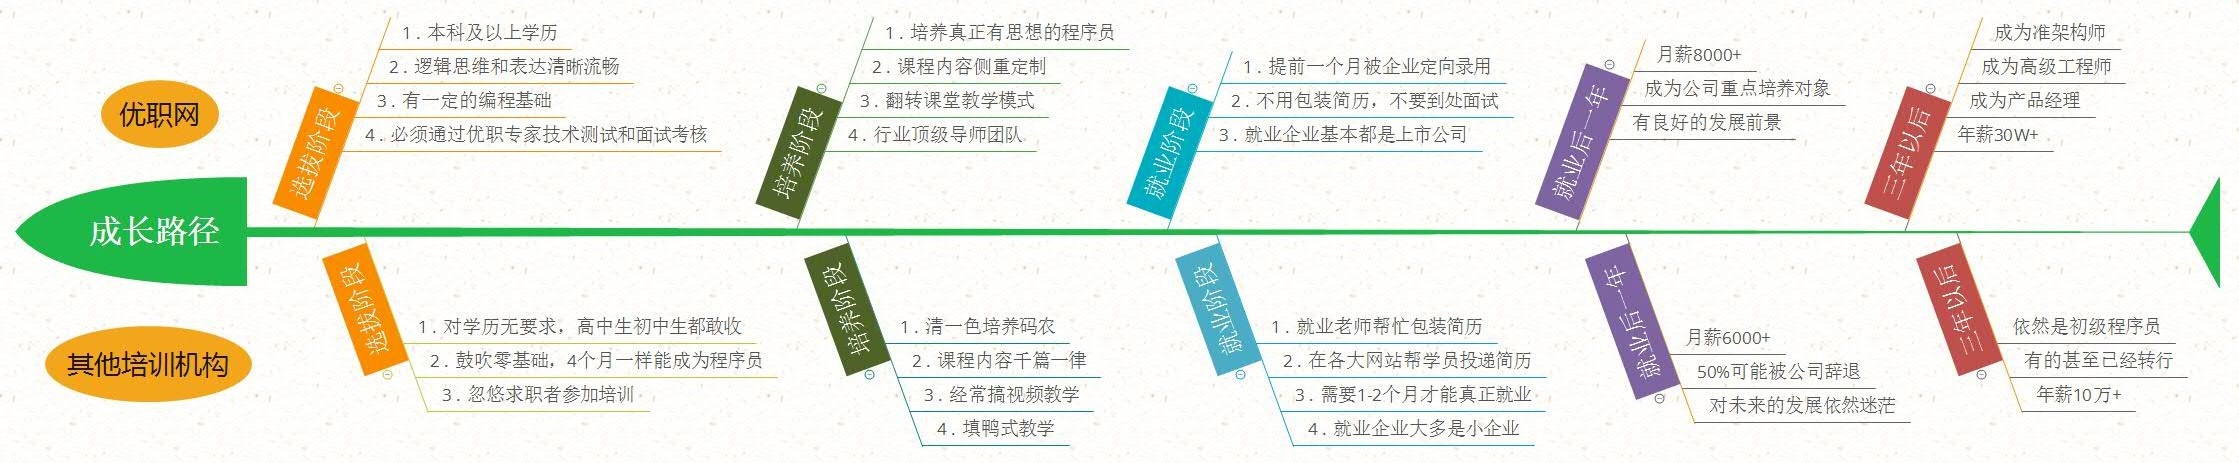 优职网
选拔阶段
1．本科及以上学历
2．逻辑思维和表达清晰流畅
3．有一定的编程基础
4．必须通过优职专家技术测试和面试考核
培养阶段
1．培养真正有思想的程序员
2．课程内容侧重定制
3．翻转课堂教学模式
4．行业顶级导师团队
就业阶段
1．提前一个月被企业定向录用
2．不用包装简历，不要到处面试
3．就业企业基本都是上市公司
就业后一年
月薪8000+
成为公司重点培养对象
有良好的发展前景
三年以后
成为准架构师
成为高级工程师
成为产品经理
年薪30W+
成长路径
其他培训机构
选拔阶段
1．对学历无要求，高中生初中生都敢收
2．鼓吹零基础，4个月一样能成为程序员
3．忽悠求职者参加培训
培养阶段
1．清一色培养码农
2．课程内容千篇一律
3．经常搞视频教学
4．填鸭式教学
就业阶段
1．就业老师帮忙包装简历
2．在各大网站帮学员投递简历
3．需要1-2个月才能真正就业
4．就业企业大多是小企业
就业后一年
月薪6000+
50%可能被公司辞退
对未来的发展依然迷茫
三年以后
依然是初级程序员
有的甚至已经转行
年薪10万+